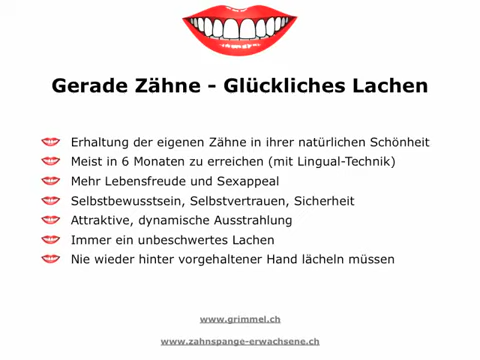 Gerade Zähne - Glückliches Lachen
Erhaltung der eigenen Zähne in ihrer natürlichen Schönheit
Meist in 6 Monaten zu erreichen (mit Lingual-Technik)
Mehr Lebensfreude und Sexappeal
Selbstbewusstsein, Selbstvertrauen, Sicherheit
Attraktive, dynamische Ausstrahlung
Immer ein unbeschwertes Lachen
Nie wieder hinter vorgehaltener Hand lächeln müssen
www.grimmel.ch
www.zahnspange-erwachsene.ch